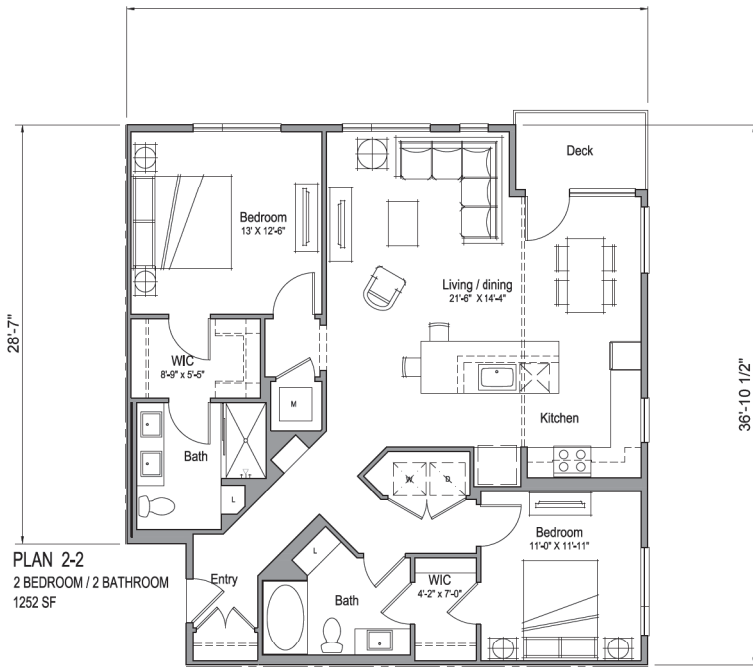 Deck
Bedroom
13' X 12'-6"
Living / dining
21'-6" X 14'-4"
28'-7"
36'-10 1/2"
WIC
8'-9" x 5'-5"
M
Kitchen
Bath
W
D
L
Bedroom
11'-0" X 11'-11"
PLAN 2-2
2 BEDROOM / 2 BATHROOM
1252 SF
Entry
L
Bath
WIC
4'-2" x 7'-0"